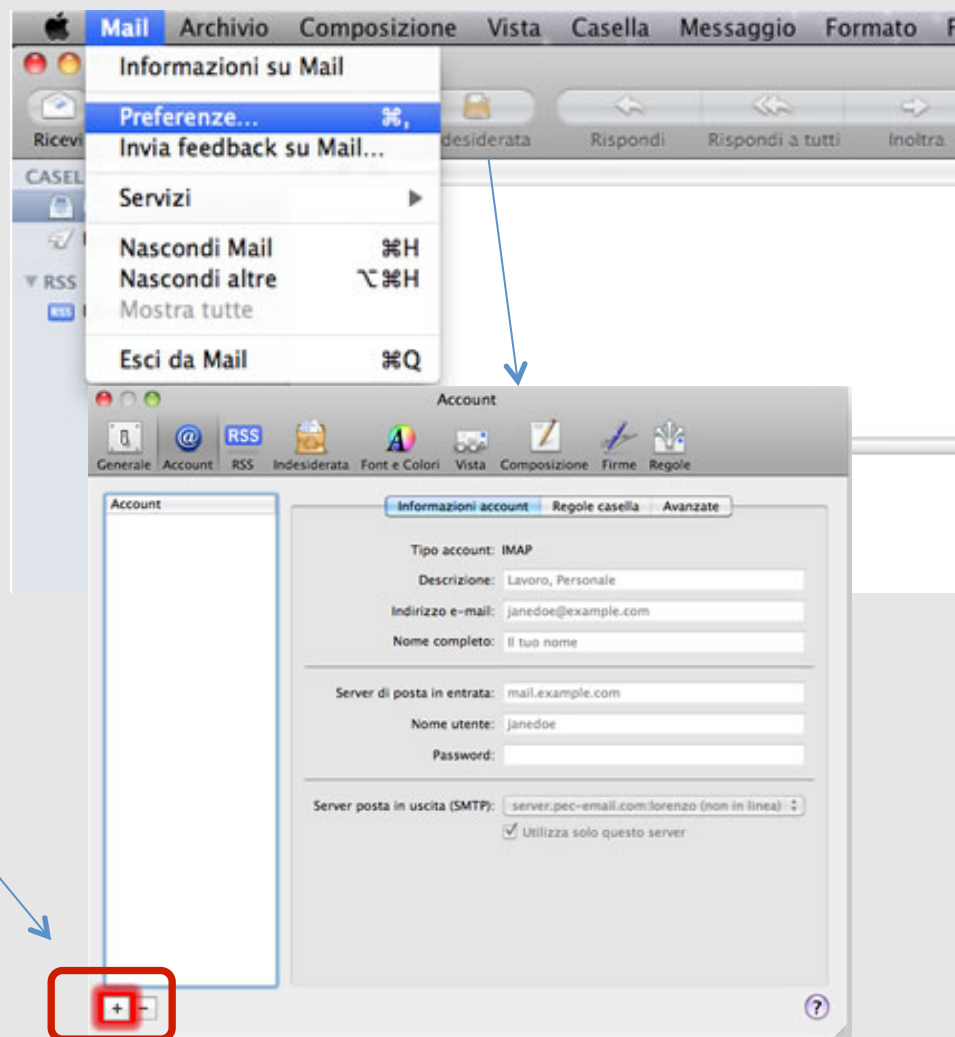 Mail Archivio Composizione Vista Casella Messaggio Formato
Informazioni su Mail
Preferenze... ⌘,
Ricevi desiderata Rispondi Rispondi a tutti Inoltra
Invia feedback su Mail...
CASEL
Servizi ▶
Nascondi Mail ⌘H
RSS Nascondi altre ⌥⌘H
RSS Mostra tutte
Esci da Mail ⌘Q
Account
RSS
Generale Account RSS Indesiderata Font e Colori Vista Composizione Firme Regole
Account
Informazioni account Regole casella Avanzate
Tipo account: IMAP
Descrizione: Lavoro, Personale
Indirizzo e-mail: janedoe@example.com
Nome completo: Il tuo nome
Server di posta in entrata: mail.example.com
Nome utente: janedoe
Password:
Server posta in uscita (SMTP): server.pec-email.com:lorenzo (non in linea)
Utilizza solo questo server
+ - ?